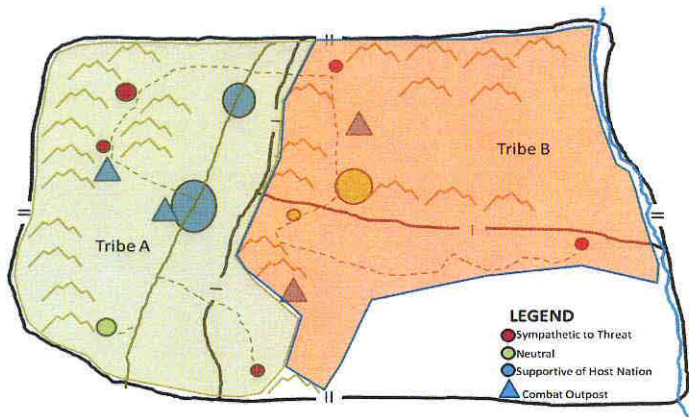 Tribe B
Tribe A
LEGEND
Sympathetic to Threat
Neutral
Supportive of Host Nation
Combat Outpost